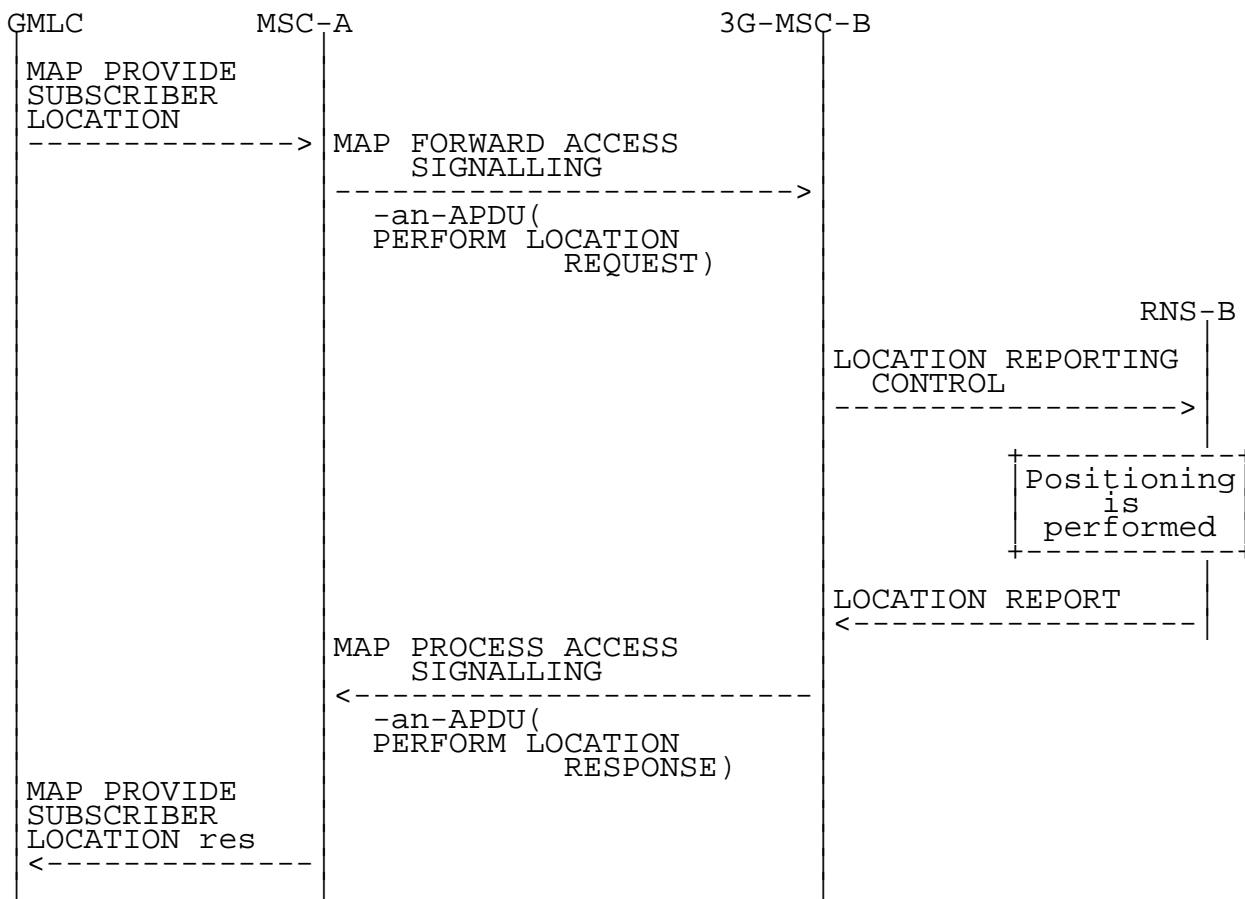 GMLC MSC-A 3G-MSC-B
MAP PROVIDE
SUBSCRIBER
LOCATION
MAP FORWARD ACCESS
SIGNALLING
-an-APDU(
PERFORM LOCATION
REQUEST)
RNS-B
LOCATION REPORTING
CONTROL
Positioning
is
performed
LOCATION REPORT
MAP PROCESS ACCESS
SIGNALLING
-an-APDU(
PERFORM LOCATION
RESPONSE)
MAP PROVIDE
SUBSCRIBER
LOCATION res